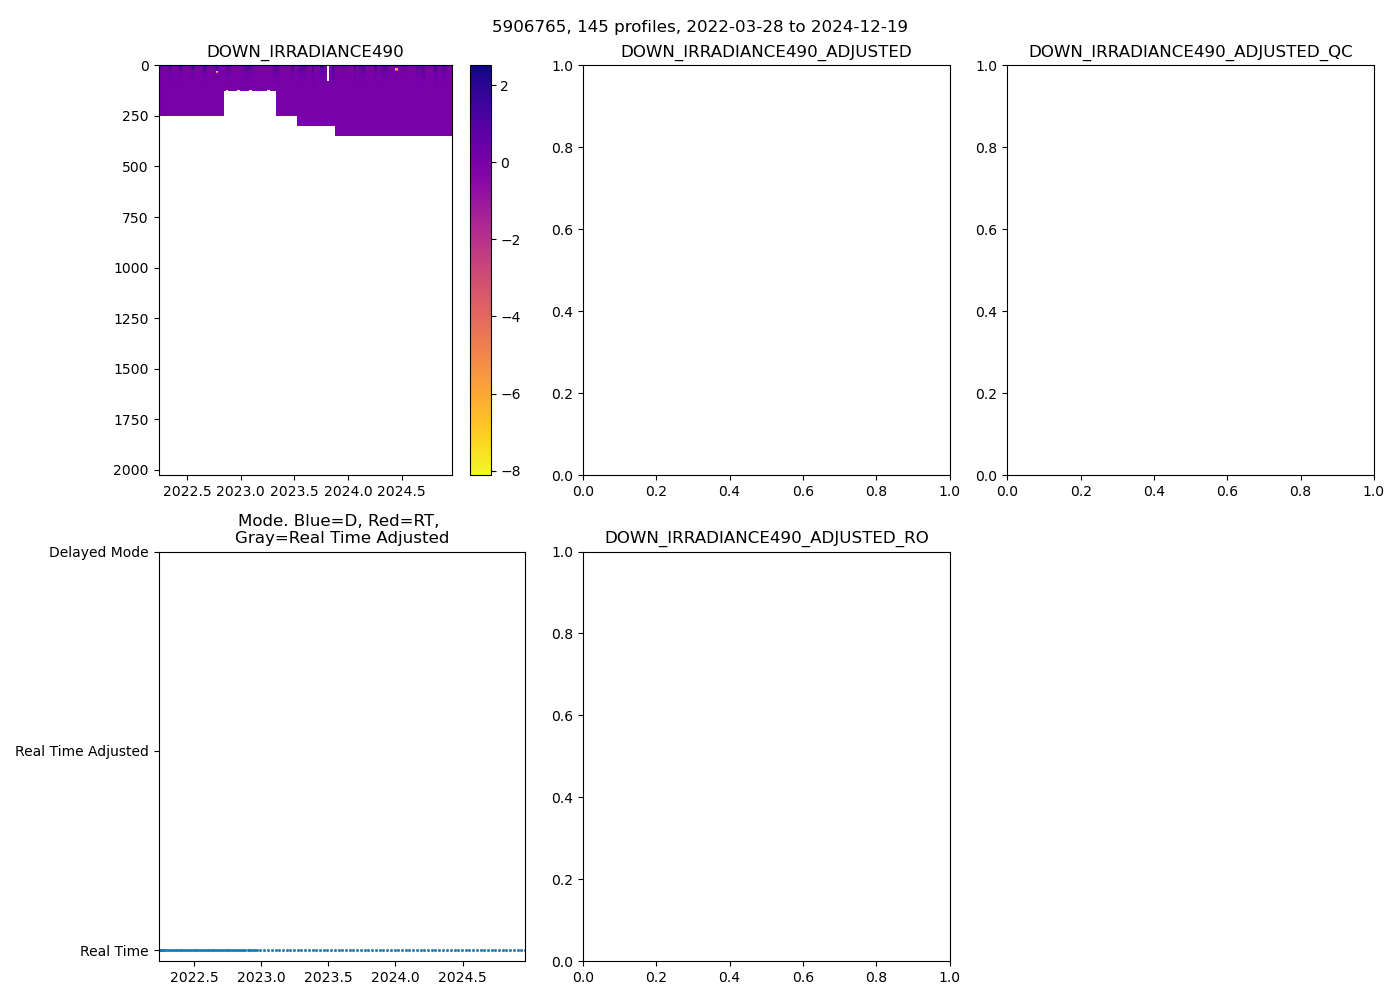 5906765, 145 profiles, 2022-03-28 to 2024-12-19
DOWN_IRRADIANCE490
DOWN_IRRADIANCE490_ADJUSTED
DOWN_IRRADIANCE490_ADJUSTED_QC
0
250
500
750
1000
1250
1500
1750
2000
2022.5 2023.0 2023.5 2024.0 2024.5
2
0
−2
−4
−6
−8
1.0
0.8
0.6
0.4
0.2
0.0
0.0 0.2 0.4 0.6 0.8 1.0
1.0
0.8
0.6
0.4
0.2
0.0
0.0 0.2 0.4 0.6 0.8 1.0
Mode. Blue=D, Red=RT,
Gray=Real Time Adjusted
Delayed Mode
Real Time Adjusted
Real Time
2022.5 2023.0 2023.5 2024.0 2024.5
DOWN_IRRADIANCE490_ADJUSTED_RO
1.0
0.8
0.6
0.4
0.2
0.0
0.0 0.2 0.4 0.6 0.8 1.0